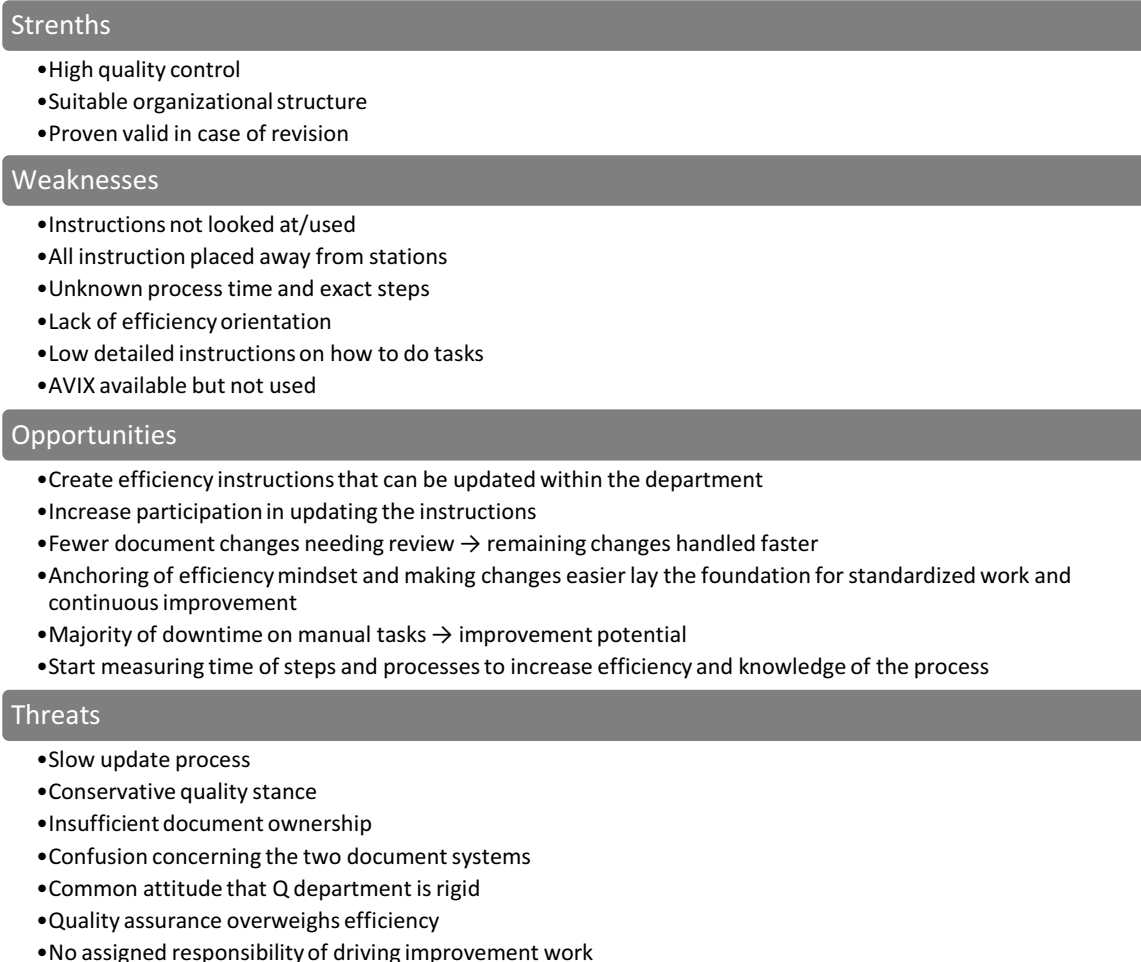 Strenths
•High quality control
•Suitable organizational structure
•Proven valid in case of revision
Weaknesses
•Instructions not looked at/used
•All instruction placed away from stations
•Unknown process time and exact steps
•Lack of efficiency orientation
•Low detailed instructions on how to do tasks
•AVIX available but not used
Opportunities
•Create efficiency instructions that can be updated within the department
•Increase participation in updating the instructions
•Fewer document changes needing review → remaining changes handled faster
•Anchoring of efficiency mindset and making changes easier lay the foundation for standardized work and
continuous improvement
•Majority of downtime on manual tasks → improvement potential
•Start measuring time of steps and processes to increase efficiency and knowledge of the process
Threats
•Slow update process
•Conservative quality stance
•Insufficient document ownership
•Confusion concerning the two document systems
•Common attitude that Q department is rigid
•Quality assurance overweighs efficiency
•No assigned responsibility of driving improvement work